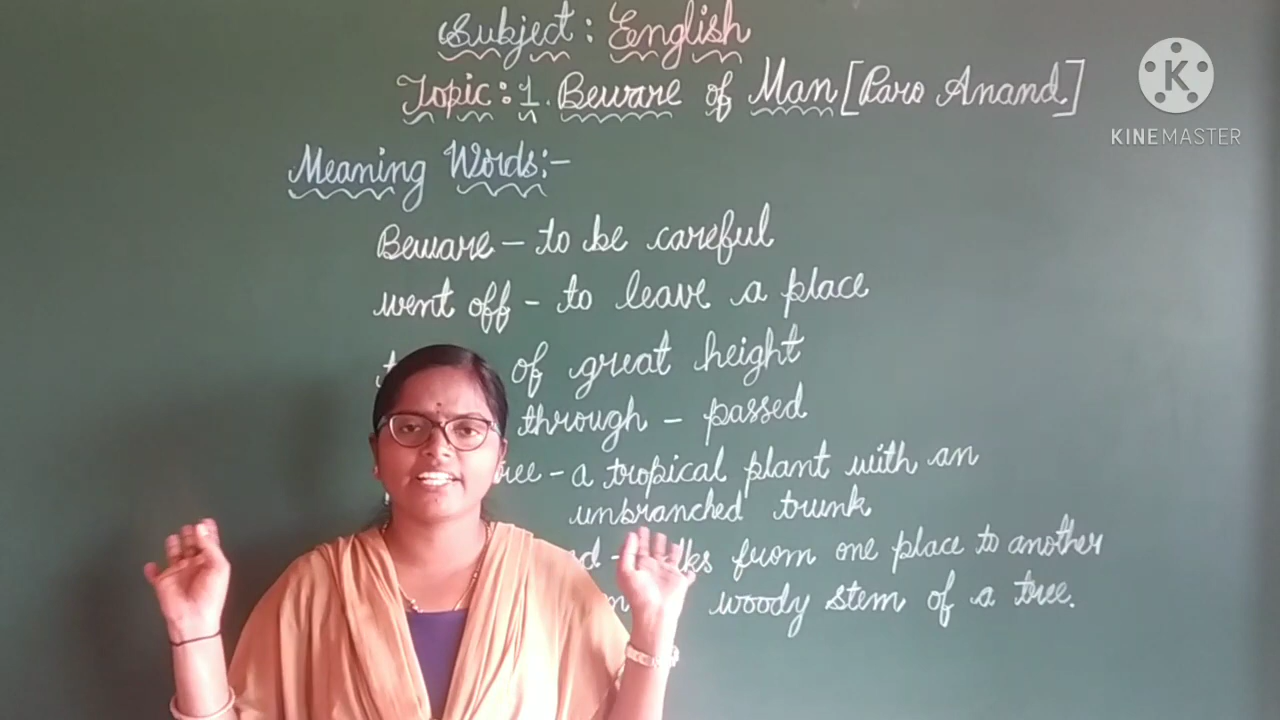 Subject: English
Topic: 1. Beware of Man [Paro Anand]
Meaning Words:-
Beware - to be careful
went off - to leave a place
of great height
through - passed
- a tropical plant with an
unbranched trunk
from one place to another
woody stem of a tree.
K
KINEMASTER